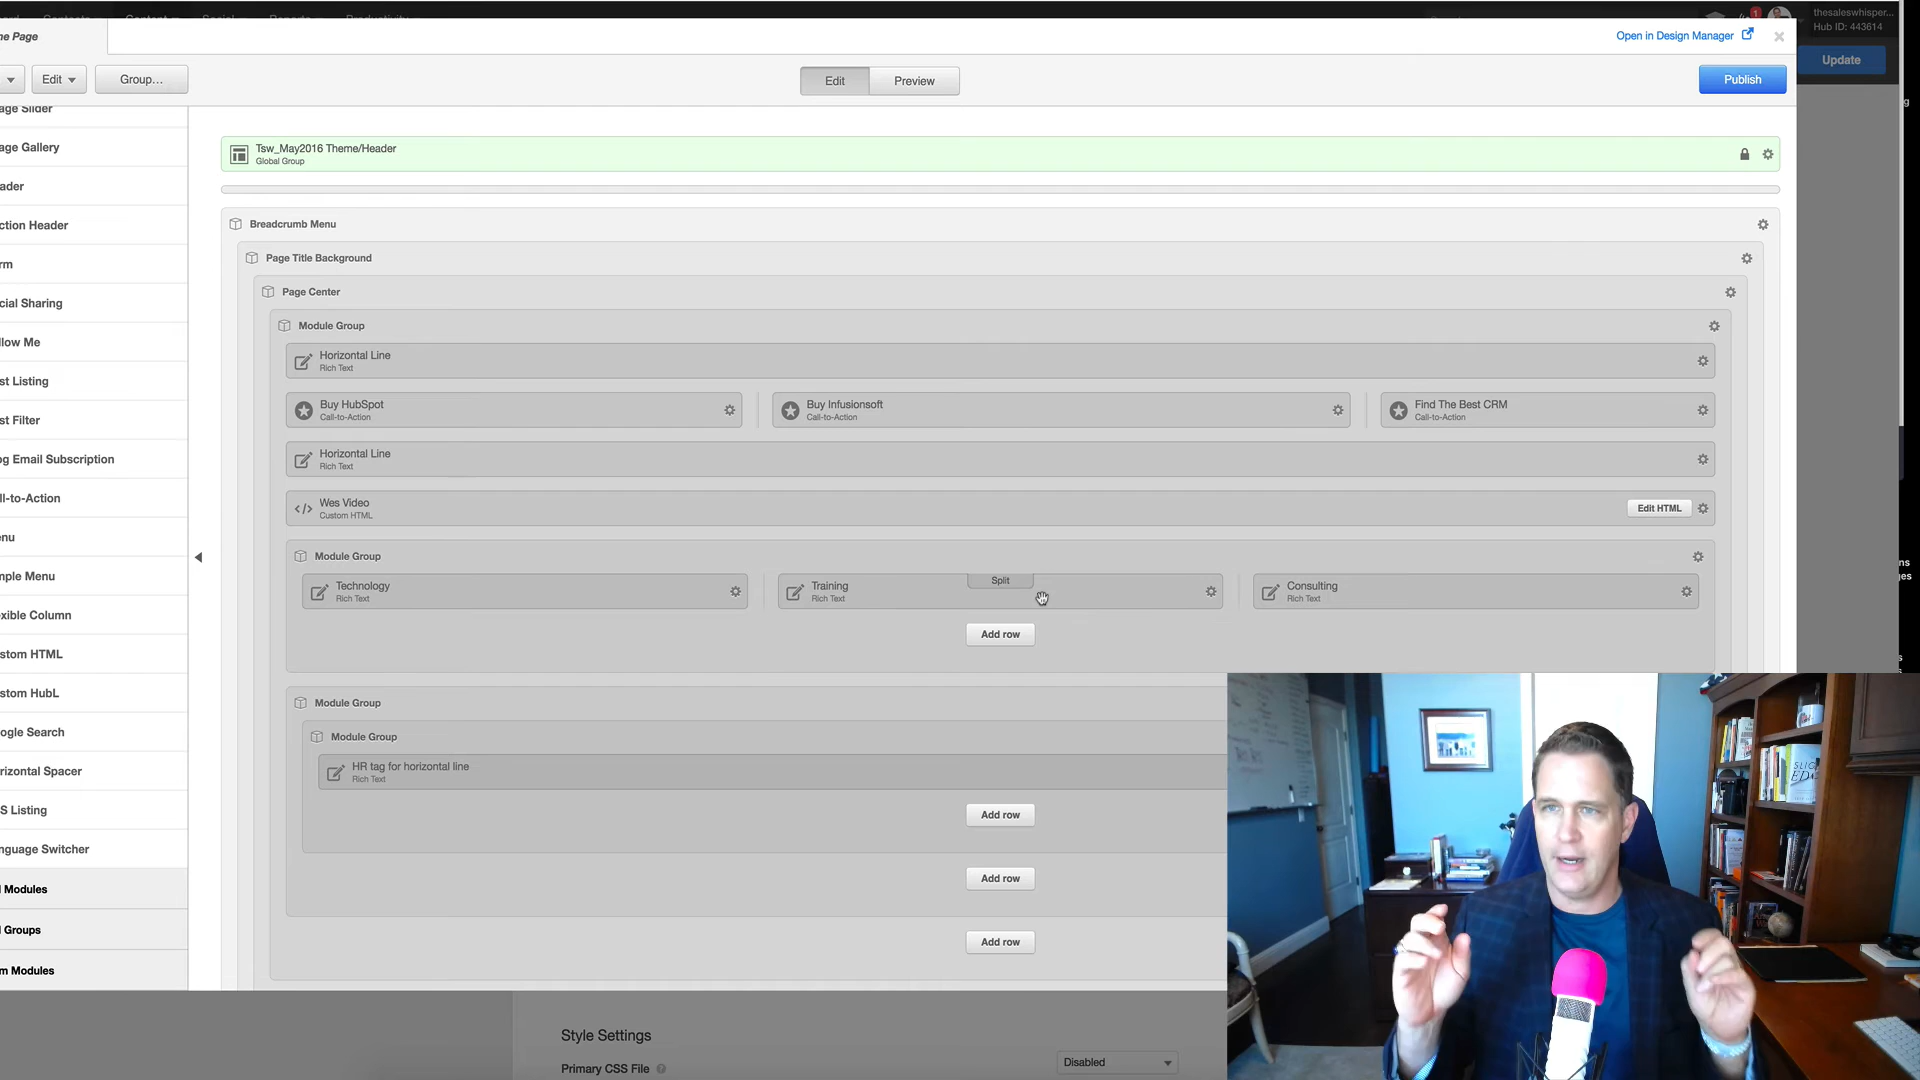 thesaleswhisper...
Hub ID: 443614
ne Page
Open in Design Manager
Update
Edit
Group...
Edit
Preview
Publish
age Slider
age Gallery
ader
ction Header
rm
cial Sharing
llow Me
st Listing
st Filter
og Email Subscription
ll-to-Action
enu
mple Menu
exible Column
stom HTML
stom HubL
ogle Search
rizontal Spacer
S Listing
nguage Switcher
l Modules
l Groups
m Modules
Tsw_May2016 Theme/Header
Global Group
Breadcrumb Menu
Page Title Background
Page Center
Module Group
Horizontal Line
Rich Text
Buy HubSpot
Call-to-Action
Buy Infusionsoft
Call-to-Action
Find The Best CRM
Call-to-Action
Horizontal Line
Rich Text
Wes Video
Custom HTML
Edit HTML
Module Group
Technology
Rich Text
Training
Rich Text
Split
Consulting
Rich Text
Add row
Module Group
Module Group
HR tag for horizontal line
Rich Text
Add row
Add row
Add row
Style Settings
Primary CSS File
Disabled